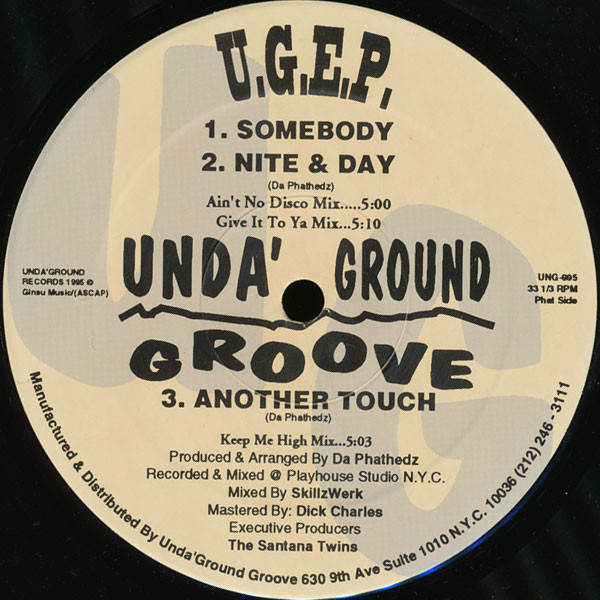 U.G.E.P.
1. SOMEBODY
2. NITE & DAY
(Da Phathedz)
Ain't No Disco Mix.....5:00
Give It To Ya Mix...5:10
UNDA' GROUND
UNDA'GROUND
RECORDS 1995 ©
Ginsu Music/(ASCAP)
UNG-995
33 1/3 RPM
Phat Side
GROOVE
3. ANOTHER TOUCH
(Da Phathedz)
Keep Me High Mix...5:03
Produced & Arranged By Da Phathedz
Recorded & Mixed @ Playhouse Studio N.Y.C.
Mixed By SkillzWerk
Mastered By: Dick Charles
Executive Producers
The Santana Twins
Manufactured & Distributed By Unda'Ground Groove 630 9th Ave Suite 1010 N.Y.C. 10036 (212) 246 - 3111
UG